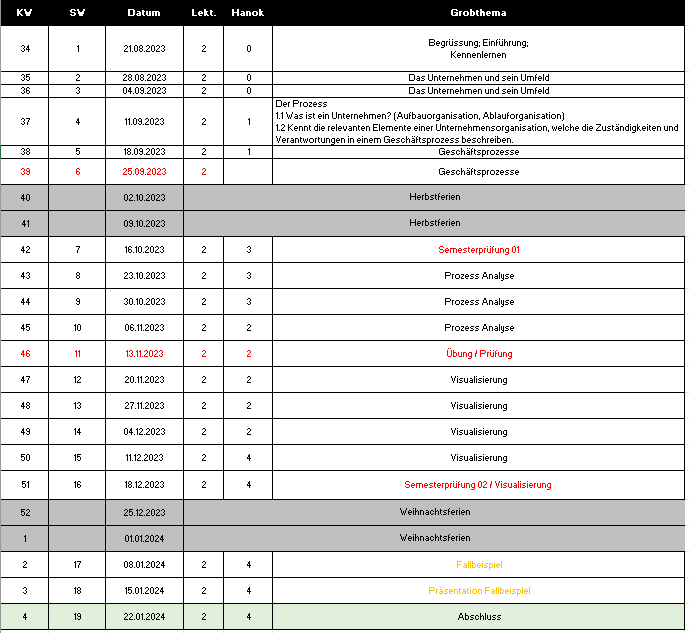 KW SW Datum Lekt. Hanok Grobthema
34 1 21.08.2023 2 0 Begrüssung; Einführung;
Kennenlernen
35 2 28.08.2023 2 0 Das Unternehmen und sein Umfeld
36 3 04.09.2023 2 0 Das Unternehmen und sein Umfeld
37 4 11.09.2023 2 1 Der Prozess
1.1 Was ist ein Unternehmen? (Aufbauorganisation, Ablauforganisation)
1.2 Kennt die relevanten Elemente einer Unternehmensorganisation, welche die Zuständigkeiten und
Verantwortungen in einem Geschäftsprozess beschreiben.
38 5 18.09.2023 2 1 Geschäftsprozesse
39 6 25.09.2023 2 Geschäftsprozesse
40 02.10.2023 Herbstferien
41 09.10.2023 Herbstferien
42 7 16.10.2023 2 3 Semesterprüfung 01
43 8 23.10.2023 2 3 Prozess Analyse
44 9 30.10.2023 2 3 Prozess Analyse
45 10 06.11.2023 2 2 Prozess Analyse
46 11 13.11.2023 2 2 Übung / Prüfung
47 12 20.11.2023 2 2 Visualisierung
48 13 27.11.2023 2 2 Visualisierung
49 14 04.12.2023 2 2 Visualisierung
50 15 11.12.2023 2 4 Visualisierung
51 16 18.12.2023 2 4 Semesterprüfung 02 / Visualisierung
52 25.12.2023 Weihnachtsferien
1 01.01.2024 Weihnachtsferien
2 17 08.01.2024 2 4 Fallbeispiel
3 18 15.01.2024 2 4 Präsentation Fallbeispiel
4 19 22.01.2024 2 4 Abschluss